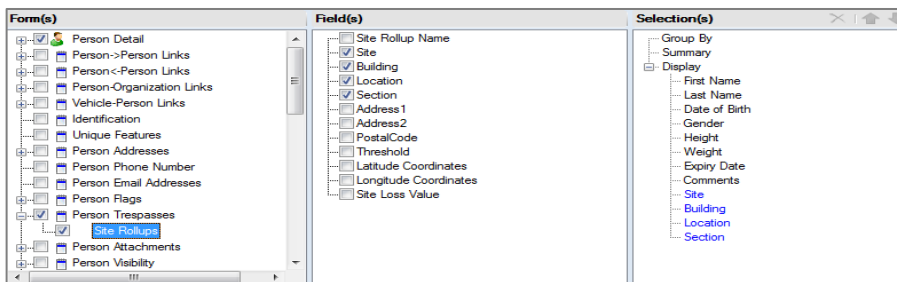 Form(s)
Person Detail
Person->Person Links
Person<-Person Links
Person-Organization Links
Vehicle-Person Links
Identification
Unique Features
Person Addresses
Person Phone Number
Person Email Addresses
Person Flags
Person Trespasses
Site Rollups
Person Attachments
Person Visibility
Field(s)
Site Rollup Name
Site
Building
Location
Section
Address1
Address2
PostalCode
Threshold
Latitude Coordinates
Longitude Coordinates
Site Loss Value
Selection(s)
Group By
Summary
Display
First Name
Last Name
Date of Birth
Gender
Height
Weight
Expiry Date
Comments
Site
Building
Location
Section